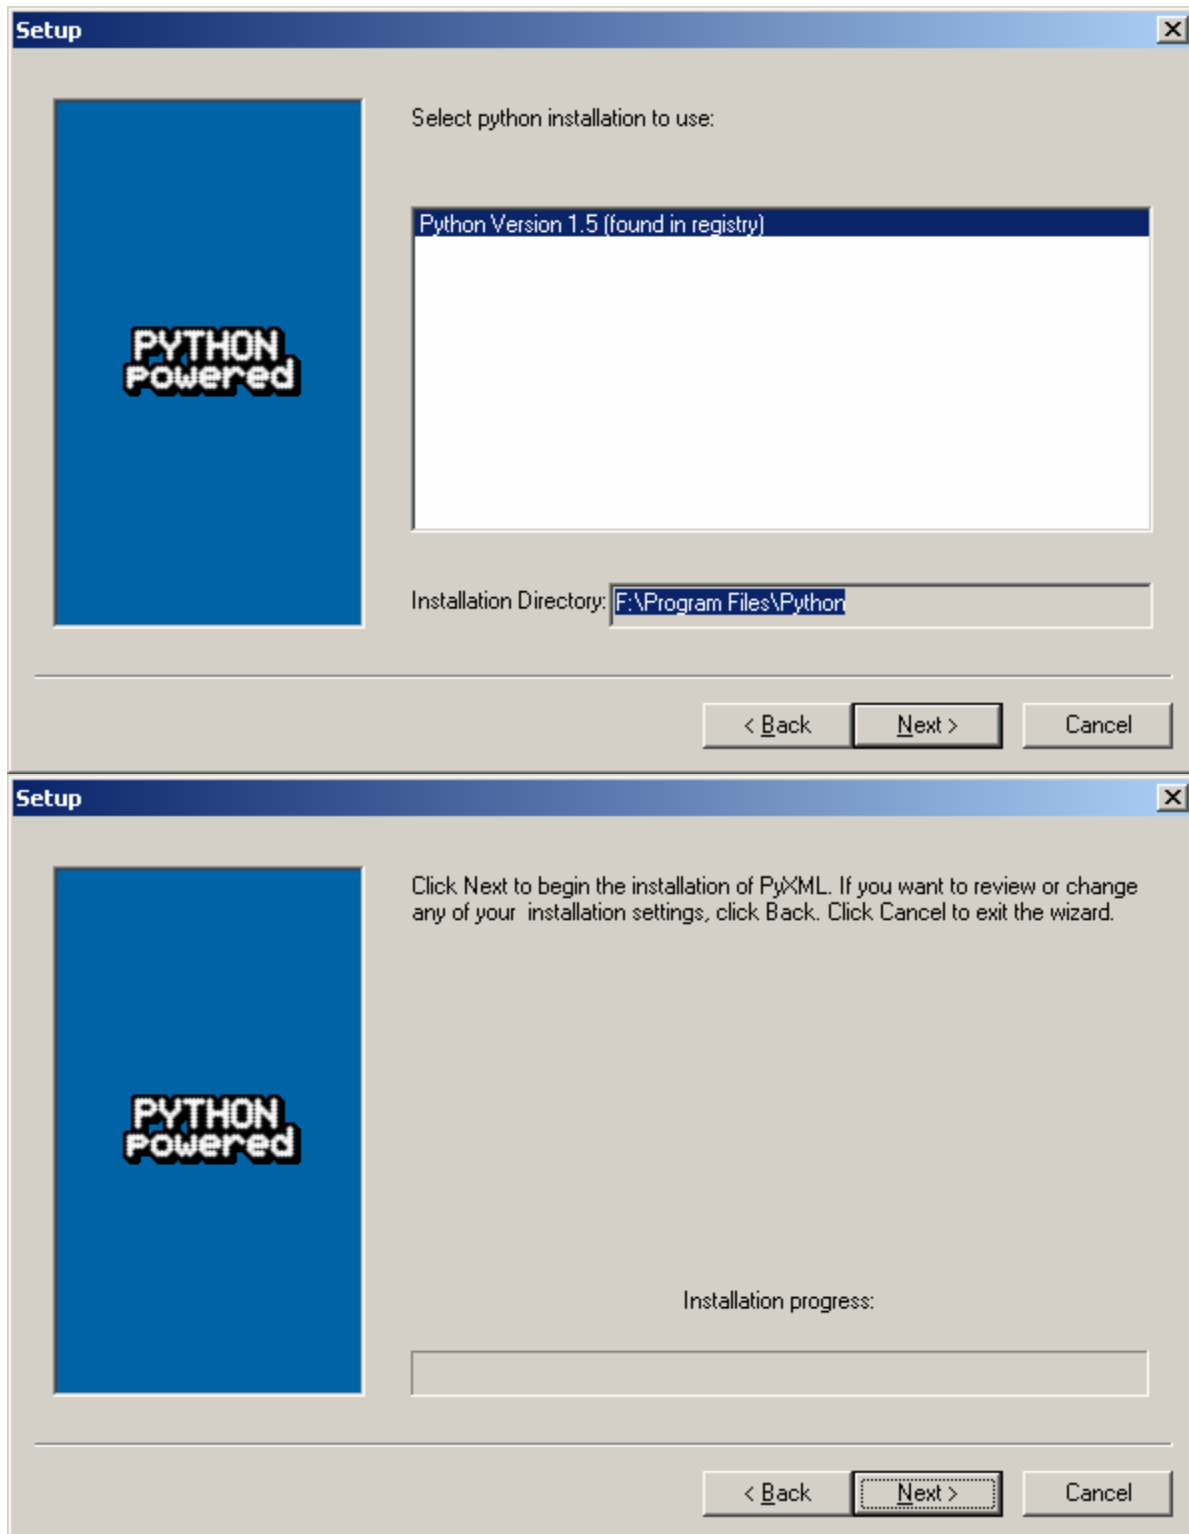 Setup
Select python installation to use:
Python Version 1.5 (found in registry)
PYTHON
powered
Installation Directory: F:\Program Files\Python
< Back
Next >
Cancel
Setup
Click Next to begin the installation of PyXML. If you want to review or change
any of your  installation settings, click Back. Click Cancel to exit the wizard.
PYTHON
powered
Installation progress:
< Back
Next >
Cancel